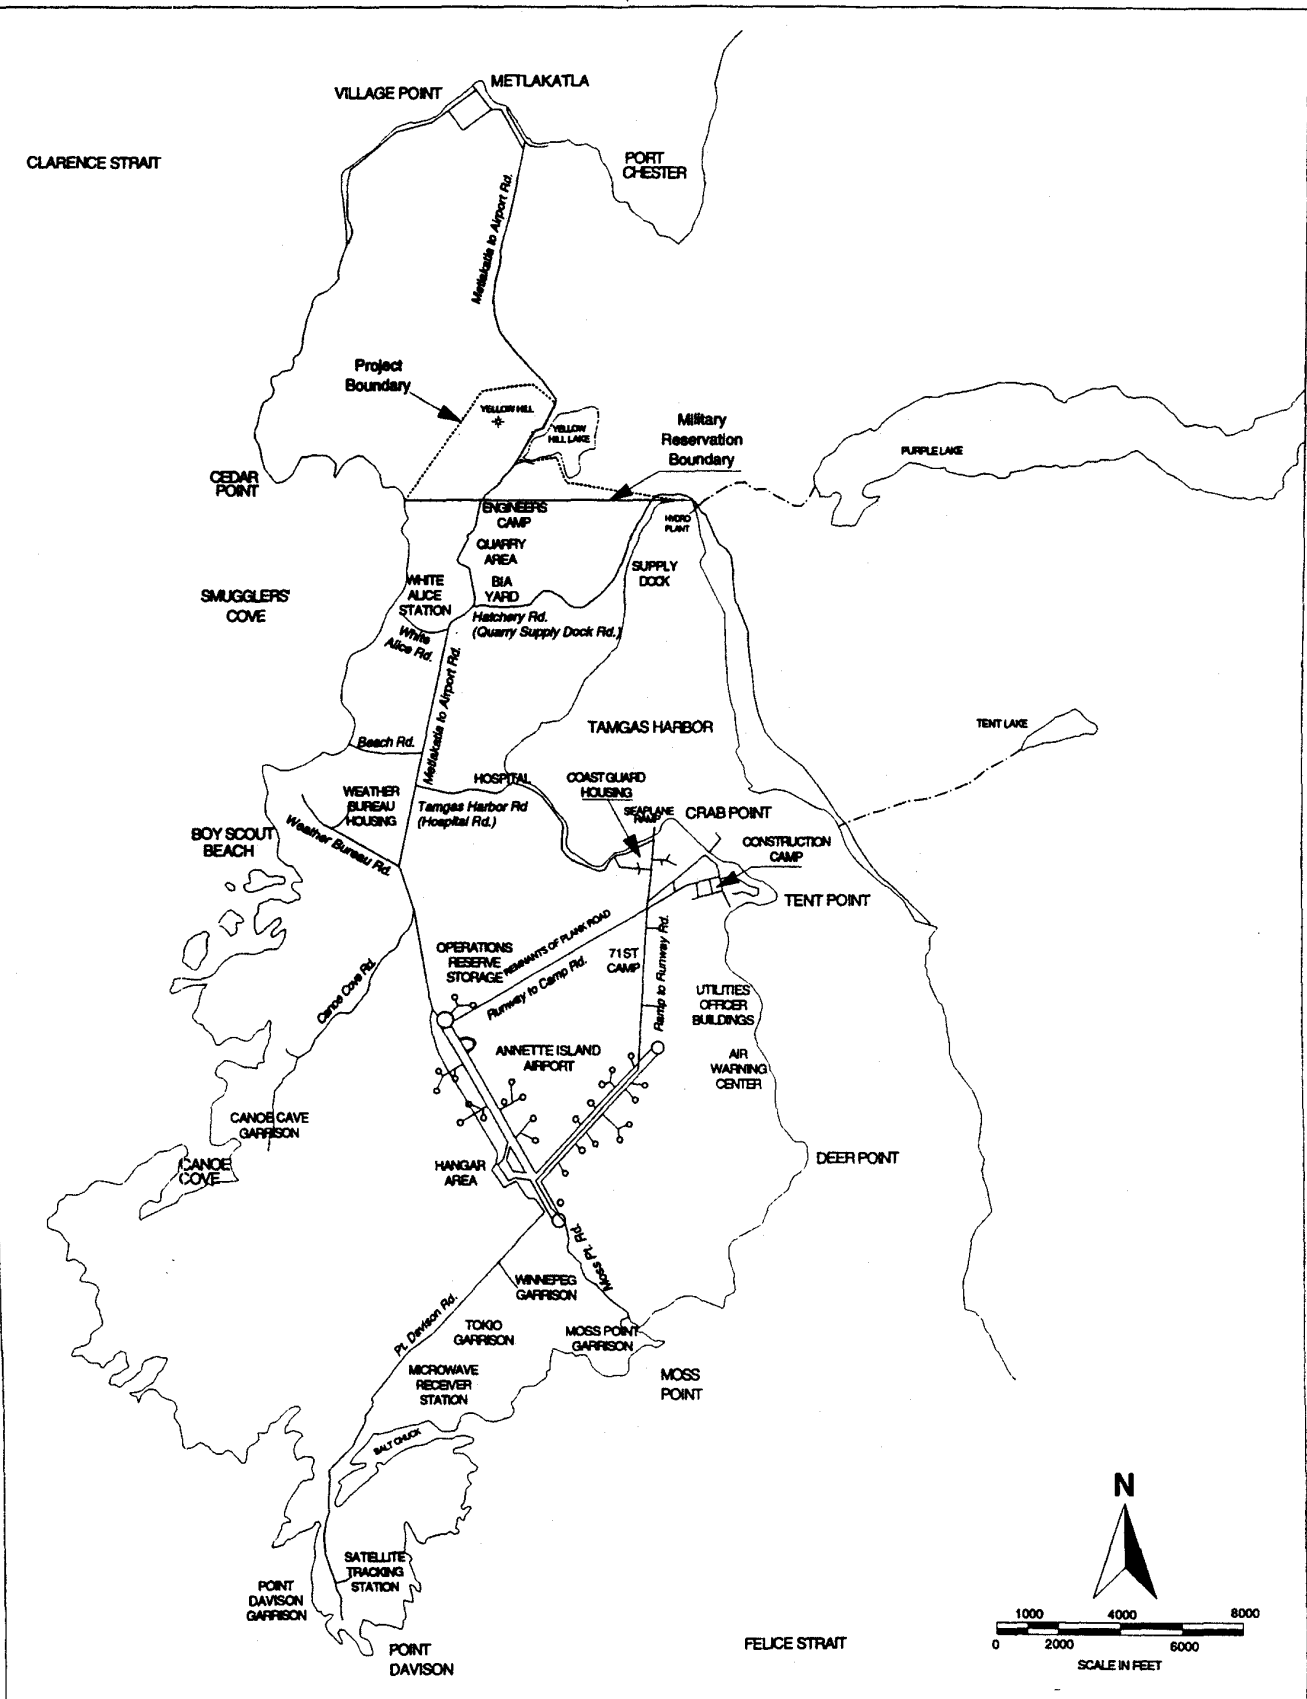 METLAKATLA
VILLAGE POINT
CLARENCE STRAIT
PORT
CHESTER
Metlakatla to Airport Rd.
Project
Boundary
YELLOW HILL
YELLOW
HILL LAKE
Military
Reservation
Boundary
PURPLE LAKE
CEDAR
POINT
ENGINEERS
CAMP
HYDRO
PLANT
QUARRY
AREA
SUPPLY
DOCK
WHITE
ALICE
STATION
BIA
YARD
SMUGGLERS'
COVE
Hatchery Rd.
(Quarry Supply Dock Rd.)
White
Alice Rd.
Metlakatla to Airport Rd.
TAMGAS HARBOR
TENT LAKE
Beach Rd.
HOSPITAL
COAST GUARD
HOUSING
WEATHER
BUREAU
HOUSING
Tamgas Harbor Rd
(Hospital Rd.)
SEAPLANE
RAMP
CRAB POINT
BOY SCOUT
BEACH
Weather Bureau Rd.
CONSTRUCTION
CAMP
TENT POINT
OPERATIONS
RESERVE
STORAGE
REMNANTS OF PLANK ROAD
Runway to Camp Rd.
71ST
CAMP
Ramp to Runway Rd.
Canoe Cove Rd.
UTILITIES
OFFICER
BUILDINGS
ANNETTE ISLAND
AIRPORT
AIR
WARNING
CENTER
CANOE CAVE
GARRISON
CANOE
COVE
HANGAR
AREA
DEER POINT
Moss Pt. Rd.
WINNEPEG
GARRISON
Pt. Davison Rd.
TOKIO
GARRISON
MOSS POINT
GARRISON
MICROWAVE
RECEIVER
STATION
MOSS
POINT
SALT CHUCK
N
SATELLITE
TRACKING
STATION
POINT
DAVISON
GARRISON
POINT
DAVISON
FELICE STRAIT
1000 4000 8000
0 2000 6000
SCALE IN FEET